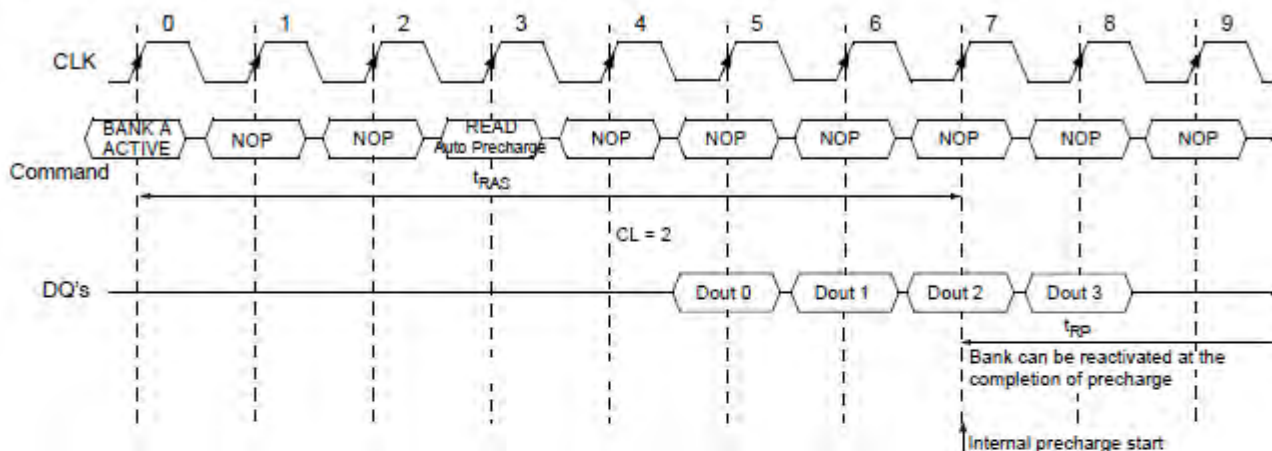 0 1 2 3 4 5 6 7 8 9
CLK
BANK A
ACTIVE
NOP
NOP
READ
Auto Precharge
NOP
NOP
NOP
NOP
NOP
NOP
Command
tRAS
CL = 2
DQ's
Dout 0
Dout 1
Dout 2
Dout 3
tRP
Bank can be reactivated at the
completion of precharge
Internal precharge start